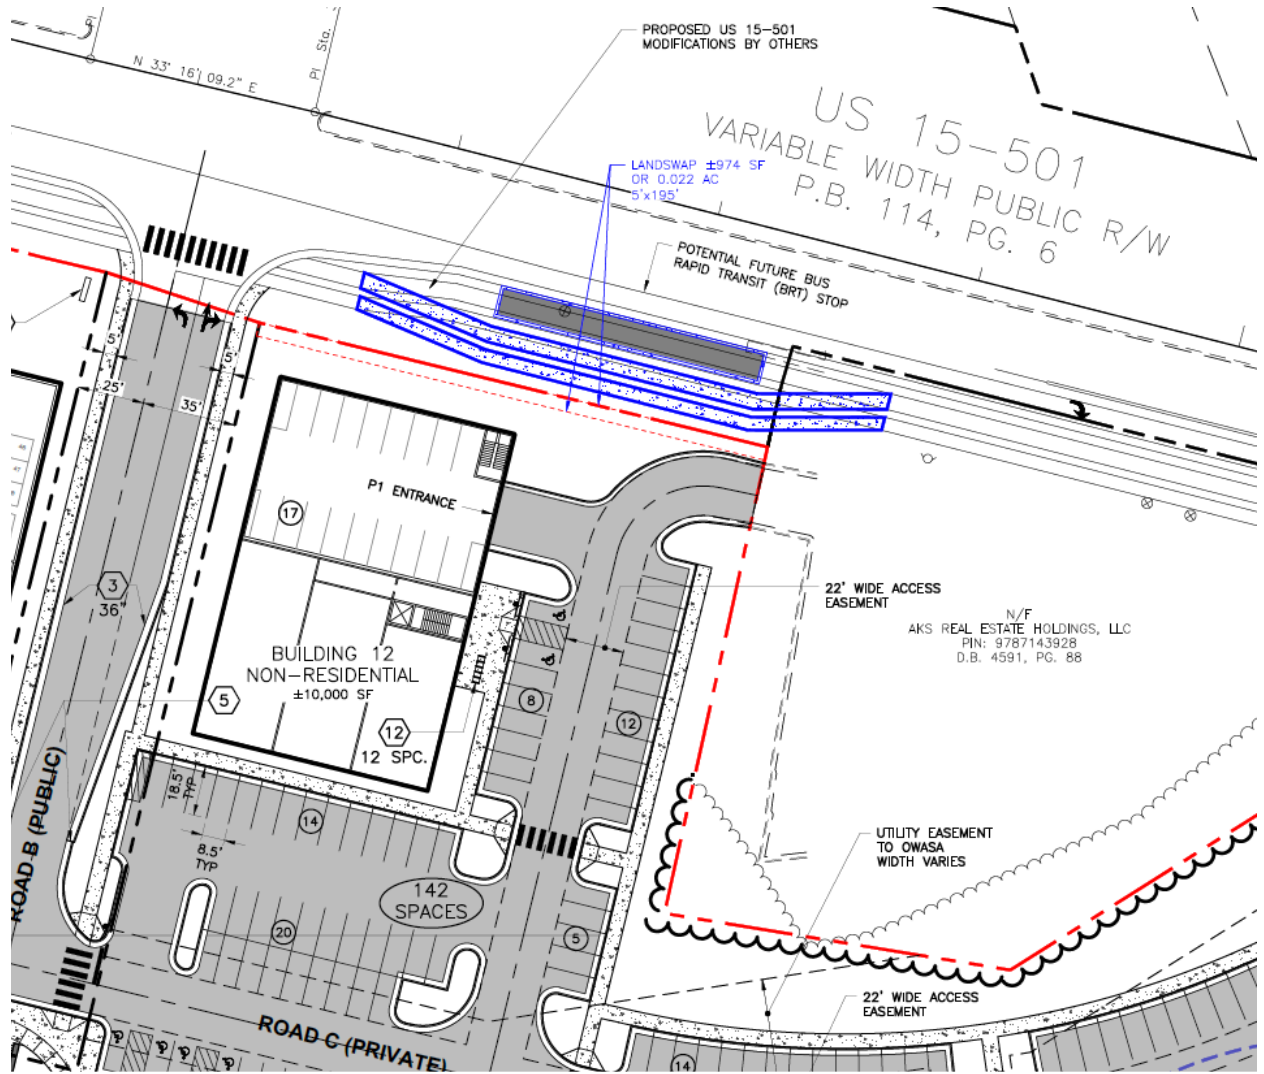 PROPOSED US 15-501
MODIFICATIONS BY OTHERS
PI
PI Sta.
N 33° 16' 09.2" E
US 15-501
VARIABLE WIDTH PUBLIC R/W
P.B. 114, PG. 6
LANDSWAP ±974 SF
OR 0.022 AC
5'x195'
POTENTIAL FUTURE BUS
RAPID TRANSIT (BRT) STOP
5'
5'
25'
35'
46
47
P1 ENTRANCE
17
3
36"
22' WIDE ACCESS
EASEMENT
N/F
AKS REAL ESTATE HOLDINGS, LLC
PIN: 9787143928
D.B. 4591, PG. 88
BUILDING 12
NON-RESIDENTIAL
±10,000 SF
5
12
12 SPC.
8
12
18.5'
TYP
14
8.5'
TYP
ROAD B (PUBLIC)
UTILITY EASEMENT
TO OWASA
WIDTH VARIES
142
SPACES
20
5
22' WIDE ACCESS
EASEMENT
ROAD C (PRIVATE)
14